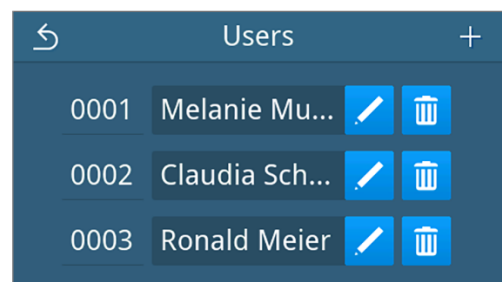 Users
0001 Melanie Mu...
0002 Claudia Sch...
0003 Ronald Meier